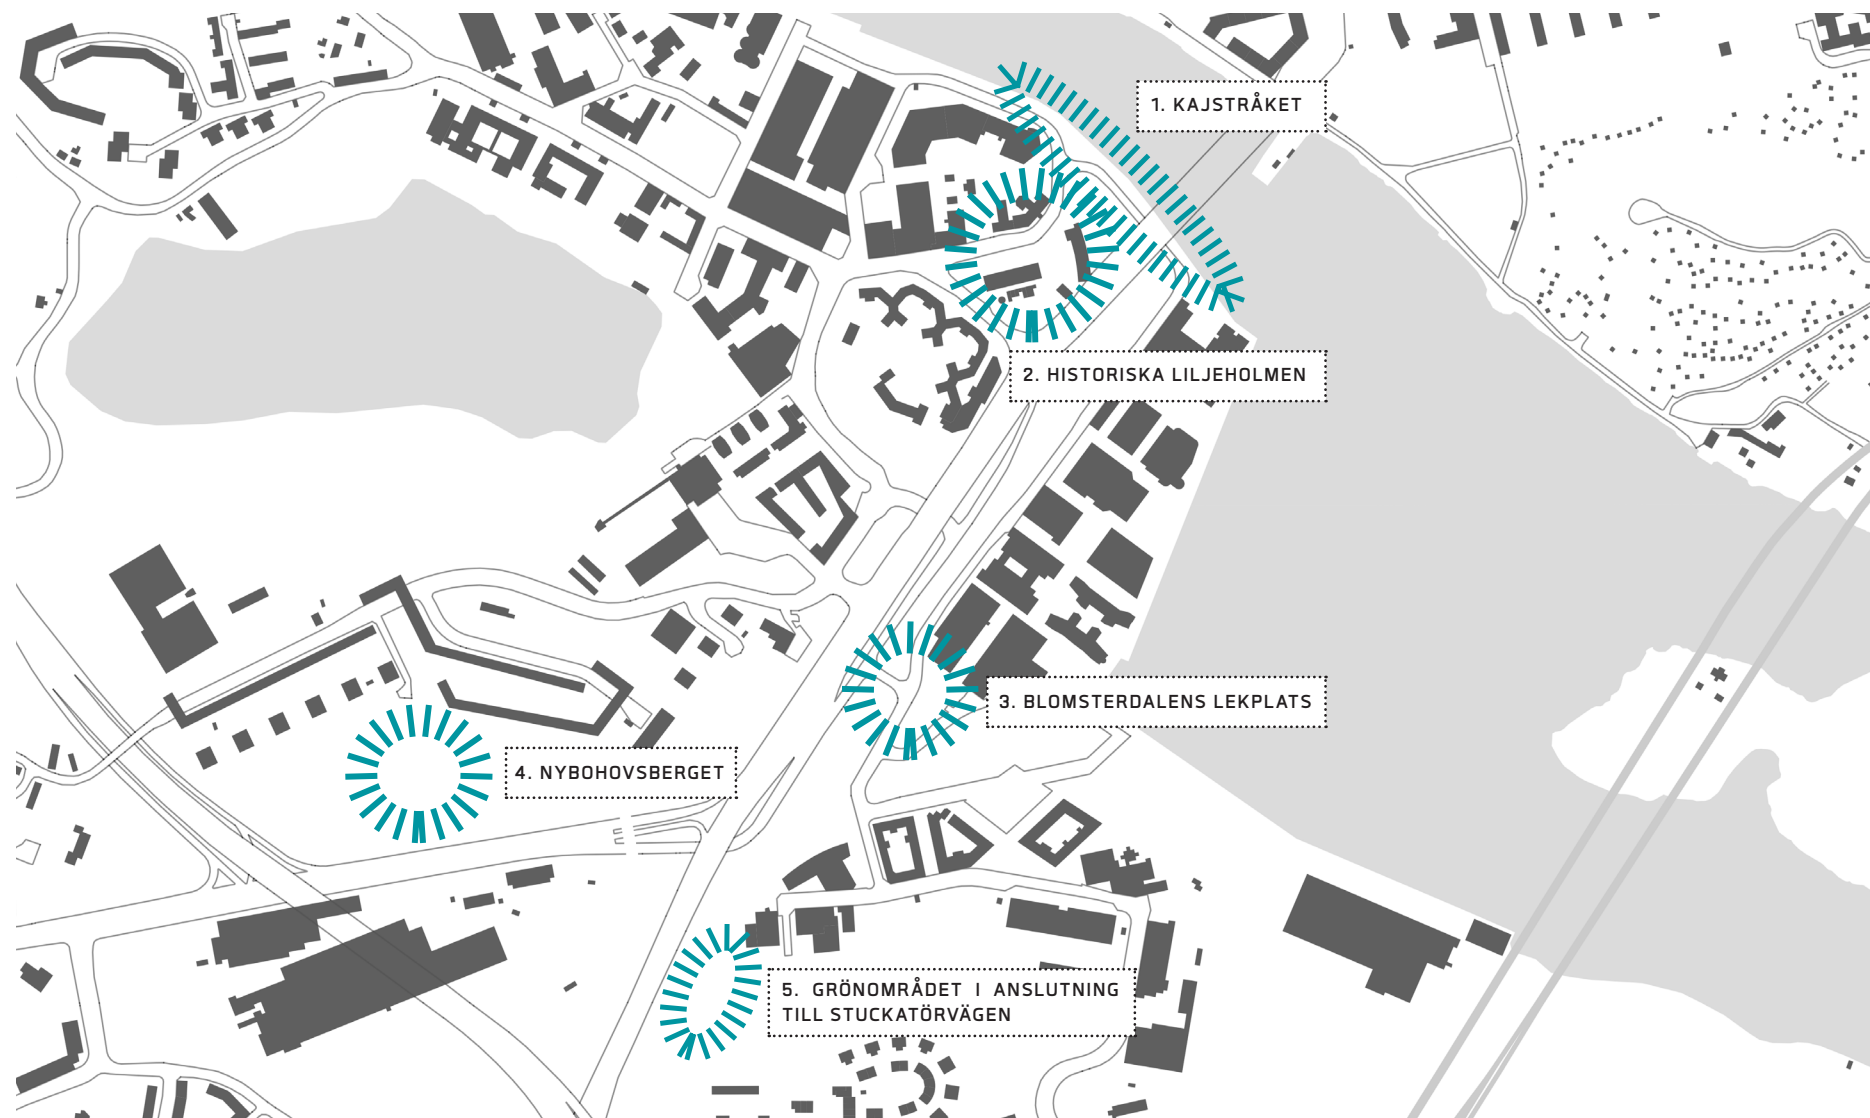 1. KAJSTRÅKET
2. HISTORISKA LILJEHOLMEN
3. BLOMSTERDALENS LEKPLATS
4. NYBOHOVSBERGET
5. GRÖNOMRÅDET I ANSLUTNING
TILL STUCKATÖRVÄGEN